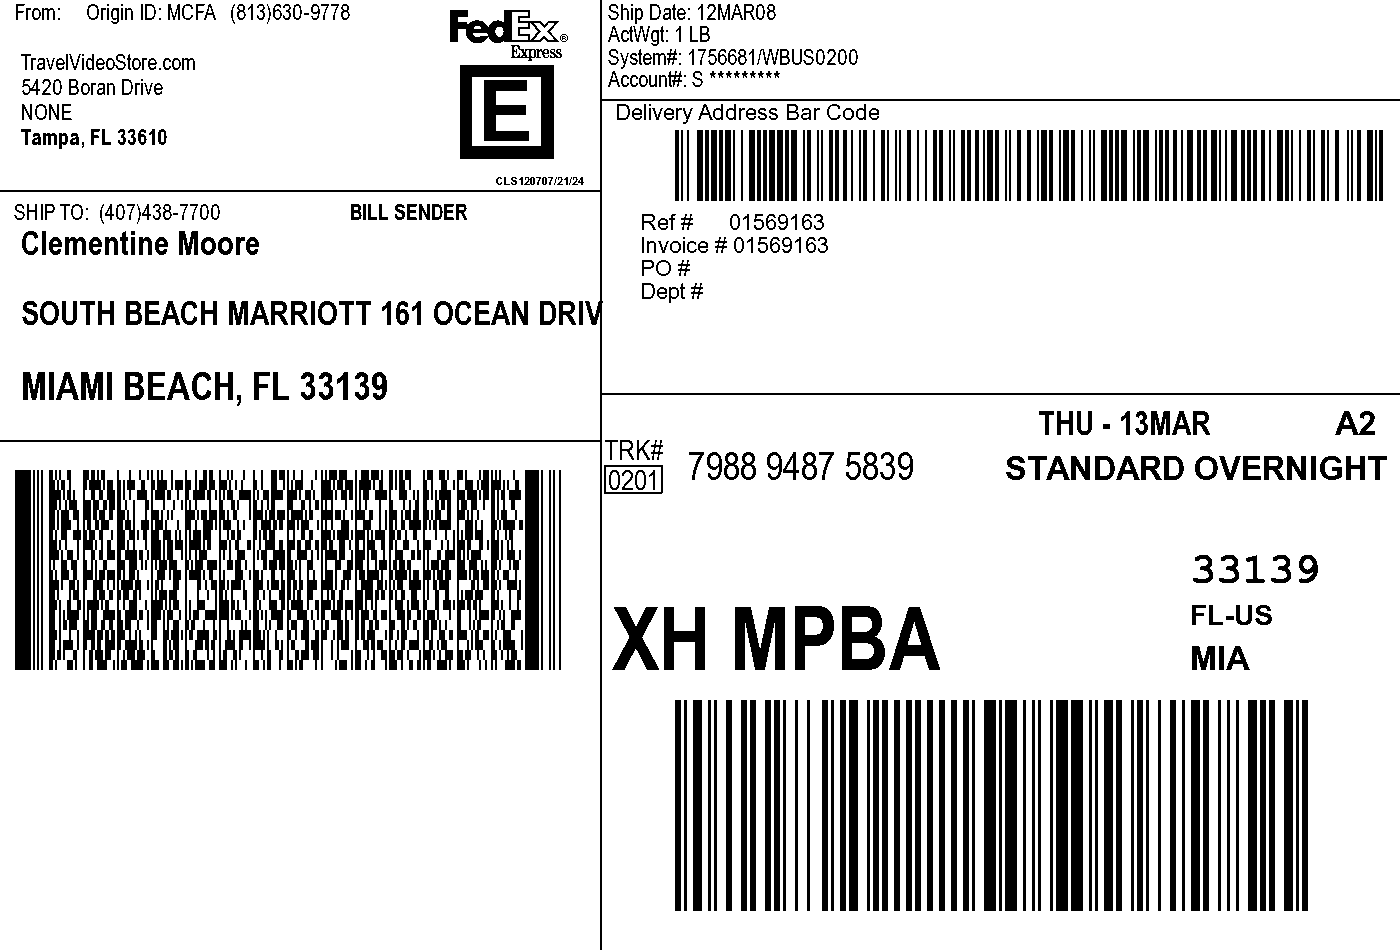 From: Origin ID: MCFA (813)630-9778
TravelVideoStore.com
5420 Boran Drive
NONE
Tampa, FL 33610
FedEx®
Express
E
CLS120707/21/24
Ship Date: 12MAR08
ActWgt: 1 LB
System#: 1756681/WBUS0200
Account#: S *********
Delivery Address Bar Code
SHIP TO: (407)438-7700 BILL SENDER
Clementine Moore
SOUTH BEACH MARRIOTT 161 OCEAN DRIV
MIAMI BEACH, FL 33139
Ref # 01569163
Invoice # 01569163
PO #
Dept #
THU - 13MAR A2
TRK# 7988 9487 5839 STANDARD OVERNIGHT
0201
33139
XH MPBA FL-US
MIA